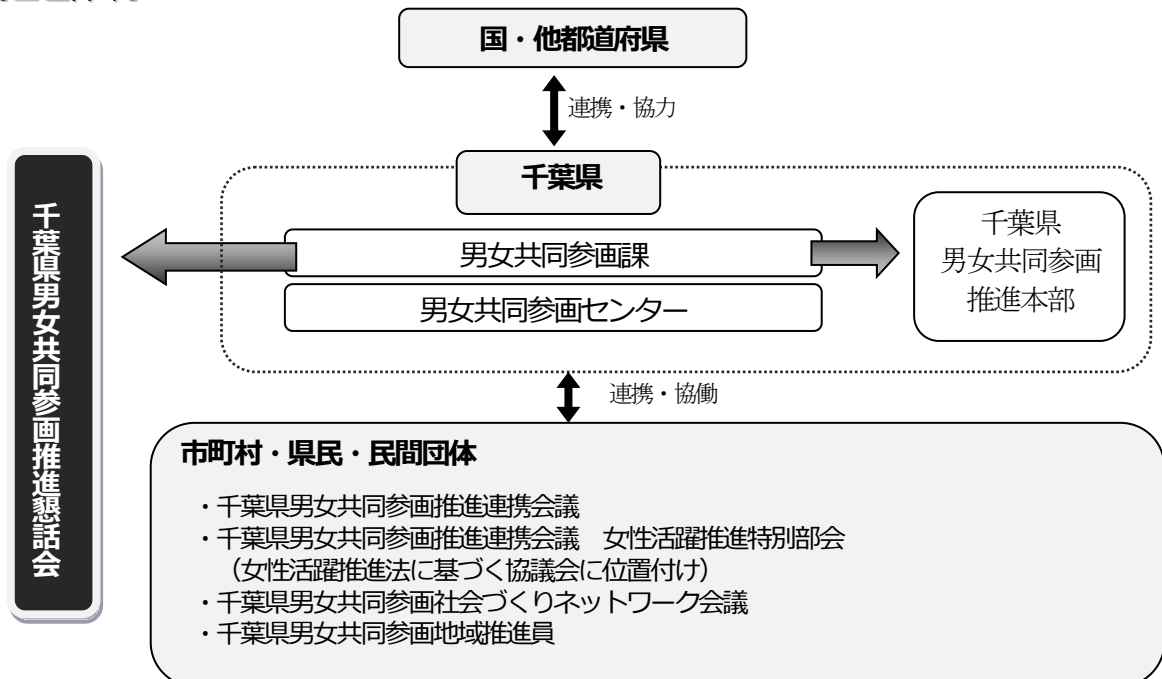 国・他都道府県
連携・協力
千葉県
千葉県男女共同参画推進懇話会
男女共同参画課
男女共同参画センター
千葉県
男女共同参画
推進本部
連携・協働
市町村・県民・民間団体
・千葉県男女共同参画推進連携会議
・千葉県男女共同参画推進連携会議　女性活躍推進特別部会
（女性活躍推進法に基づく協議会に位置付け）
・千葉県男女共同参画社会づくりネットワーク会議
・千葉県男女共同参画地域推進員